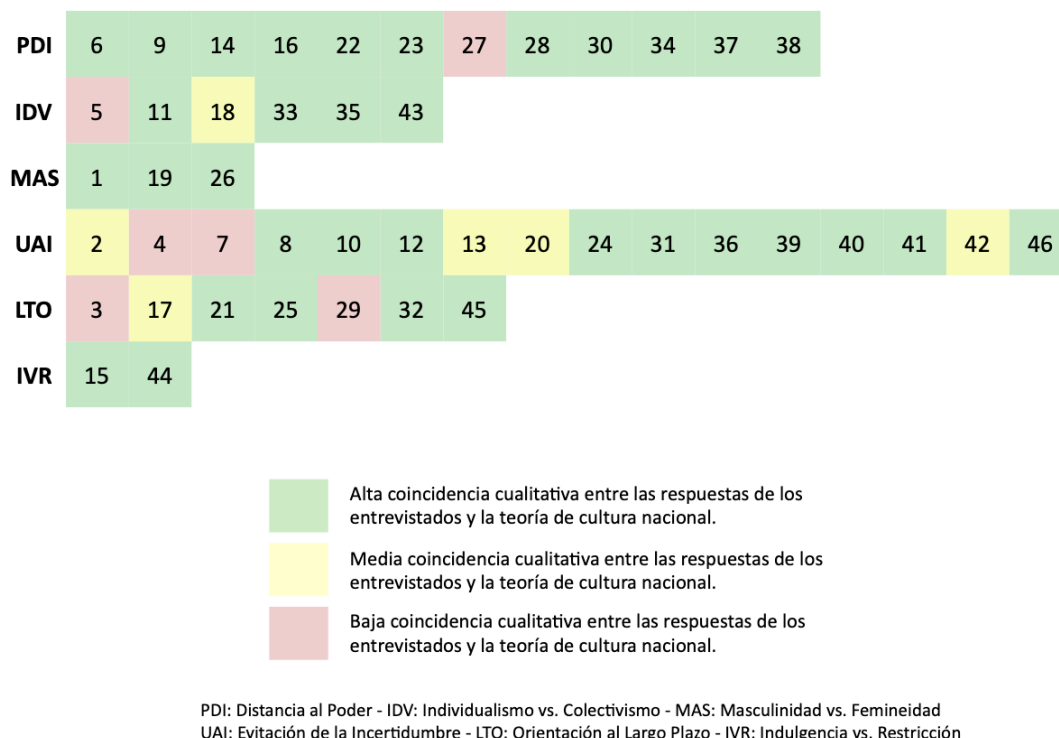 PDI 6 9 14 16 22 23 27 28 30 34 37 38
IDV 5 11 18 33 35 43
MAS 1 19 26
UAI 2 4 7 8 10 12 13 20 24 31 36 39 40 41 42 46
LTO 3 17 21 25 29 32 45
IVR 15 44
Alta coincidencia cualitativa entre las respuestas de los
entrevistados y la teoría de cultura nacional.
Media coincidencia cualitativa entre las respuestas de los
entrevistados y la teoría de cultura nacional.
Baja coincidencia cualitativa entre las respuestas de los
entrevistados y la teoría de cultura nacional.
PDI: Distancia al Poder - IDV: Individualismo vs. Colectivismo - MAS: Masculinidad vs. Femineidad
UAI: Evitación de la Incertidumbre - LTO: Orientación al Largo Plazo - IVR: Indulgencia vs. Restricción